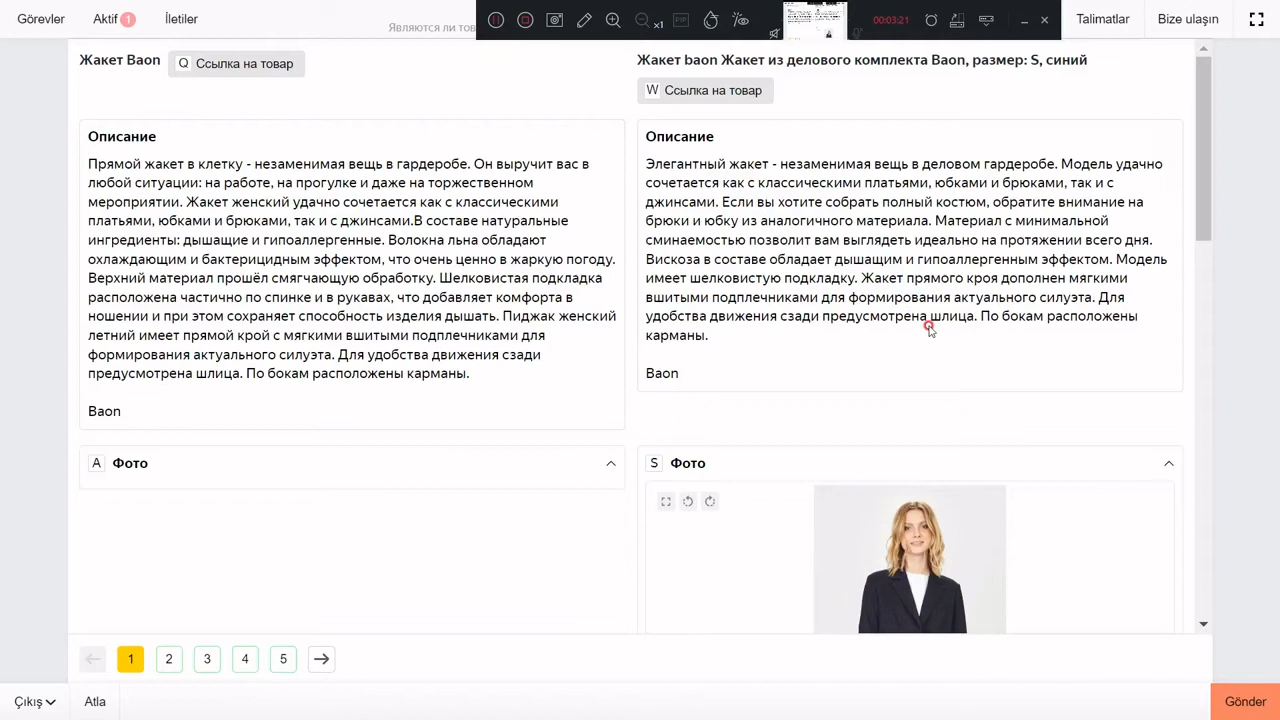 Görevler
Aktif 1
İletiler
Являются ли тов
x1
PIP
00:03:21
Talimatlar
Bize ulaşın
Жакет Baon
Q Ссылка на товар
Жакет baon Жакет из делового комплекта Baon, размер: S, синий
W Ссылка на товар
Описание
Прямой жакет в клетку - незаменимая вещь в гардеробе. Он выручит вас в
любой ситуации: на работе, на прогулке и даже на торжественном
мероприятии. Жакет женский удачно сочетается как с классическими
платьями, юбками и брюками, так и с джинсами.В составе натуральные
ингредиенты: дышащие и гипоаллергенные. Волокна льна обладают
охлаждающим и бактерицидным эффектом, что очень ценно в жаркую погоду.
Верхний материал прошёл смягчающую обработку. Шелковистая подкладка
расположена частично по спинке и в рукавах, что добавляет комфорта в
ношении и при этом сохраняет способность изделия дышать. Пиджак женский
летний имеет прямой крой с мягкими вшитыми подплечниками для
формирования актуального силуэта. Для удобства движения сзади
предусмотрена шлица. По бокам расположены карманы.
Baon
Описание
Элегантный жакет - незаменимая вещь в деловом гардеробе. Модель удачно
сочетается как с классическими платьями, юбками и брюками, так и с
джинсами. Если вы хотите собрать полный костюм, обратите внимание на
брюки и юбку из аналогичного материала. Материал с минимальной
сминаемостью позволит вам выглядеть идеально на протяжении всего дня.
Вискоза в составе обладает дышащим и гипоаллергенным эффектом. Модель
имеет шелковистую подкладку. Жакет прямого кроя дополнен мягкими
вшитыми подплечниками для формирования актуального силуэта. Для
удобства движения сзади предусмотрена шлица. По бокам расположены
карманы.
Baon
A Фото
S Фото
1 2 3 4 5
Çıkış
Atla
Gönder